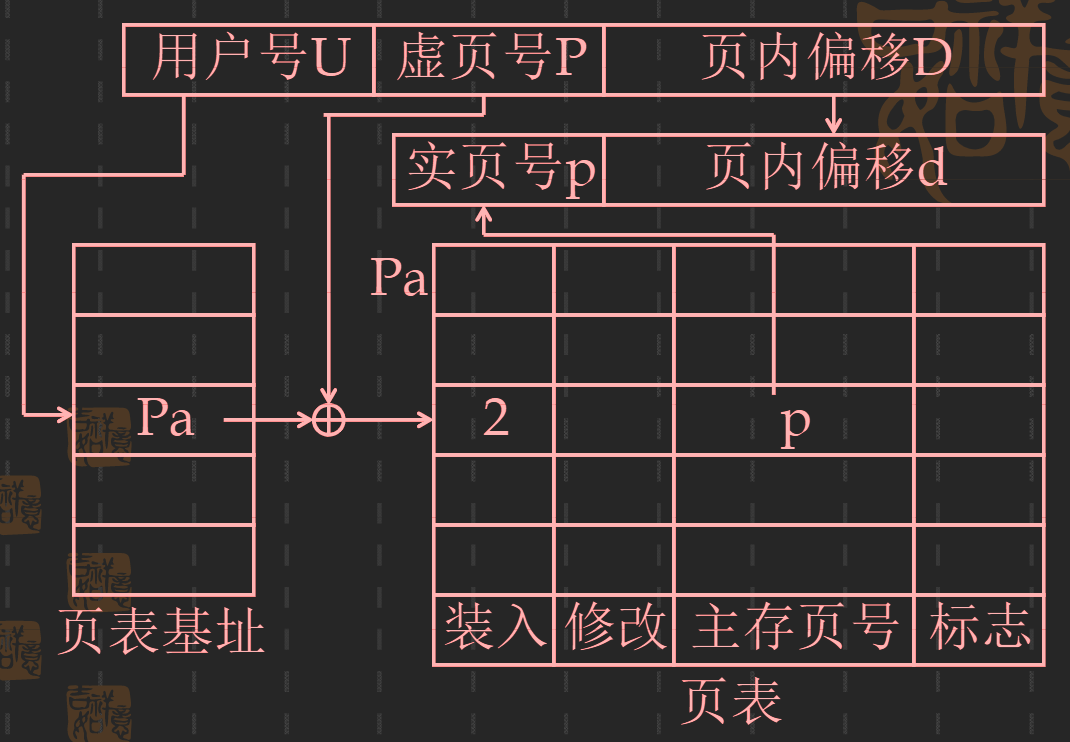 用户号U 虚页号P 页内偏移D
实页号p 页内偏移d
Pa
Pa 2 p
页表基址 装入 修改 主存页号 标志
页表